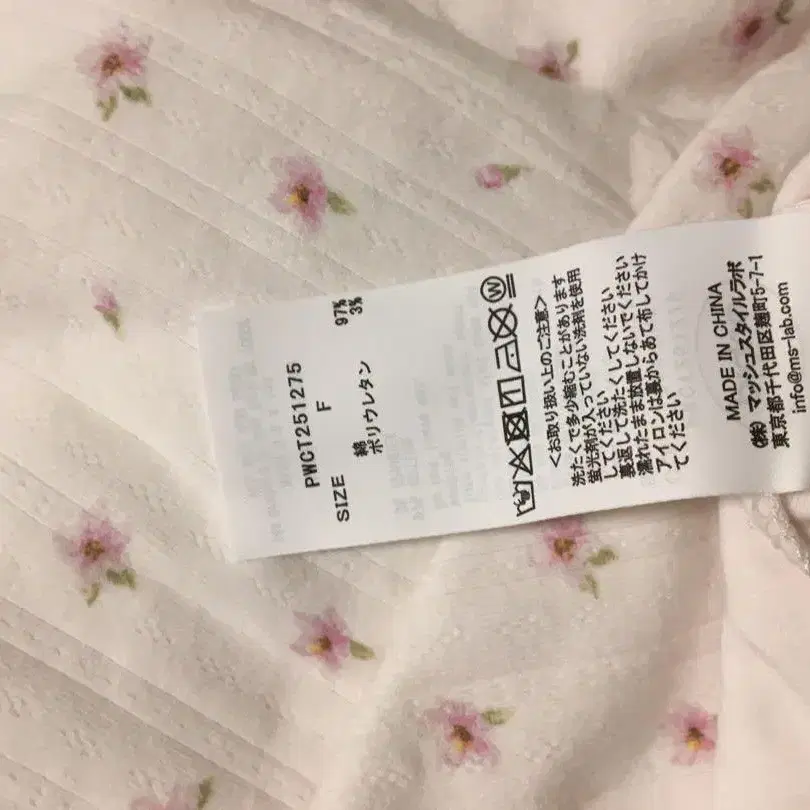 PWCT251275
SIZE F
綿 97%
ポリウレタン 3%
<お取り扱い上のご注意>
洗たくで多少縮むことがあります
蛍光剤が入っていない洗剤を使用
してください
裏返して洗たくしてください
濡れたまま放置しないでください
アイロンは裏からあて布してかけ
てください
MADE IN CHINA
(株)マッシュスタイルラボ
東京都千代田区麹町5-7-1
info@ms-lab.com